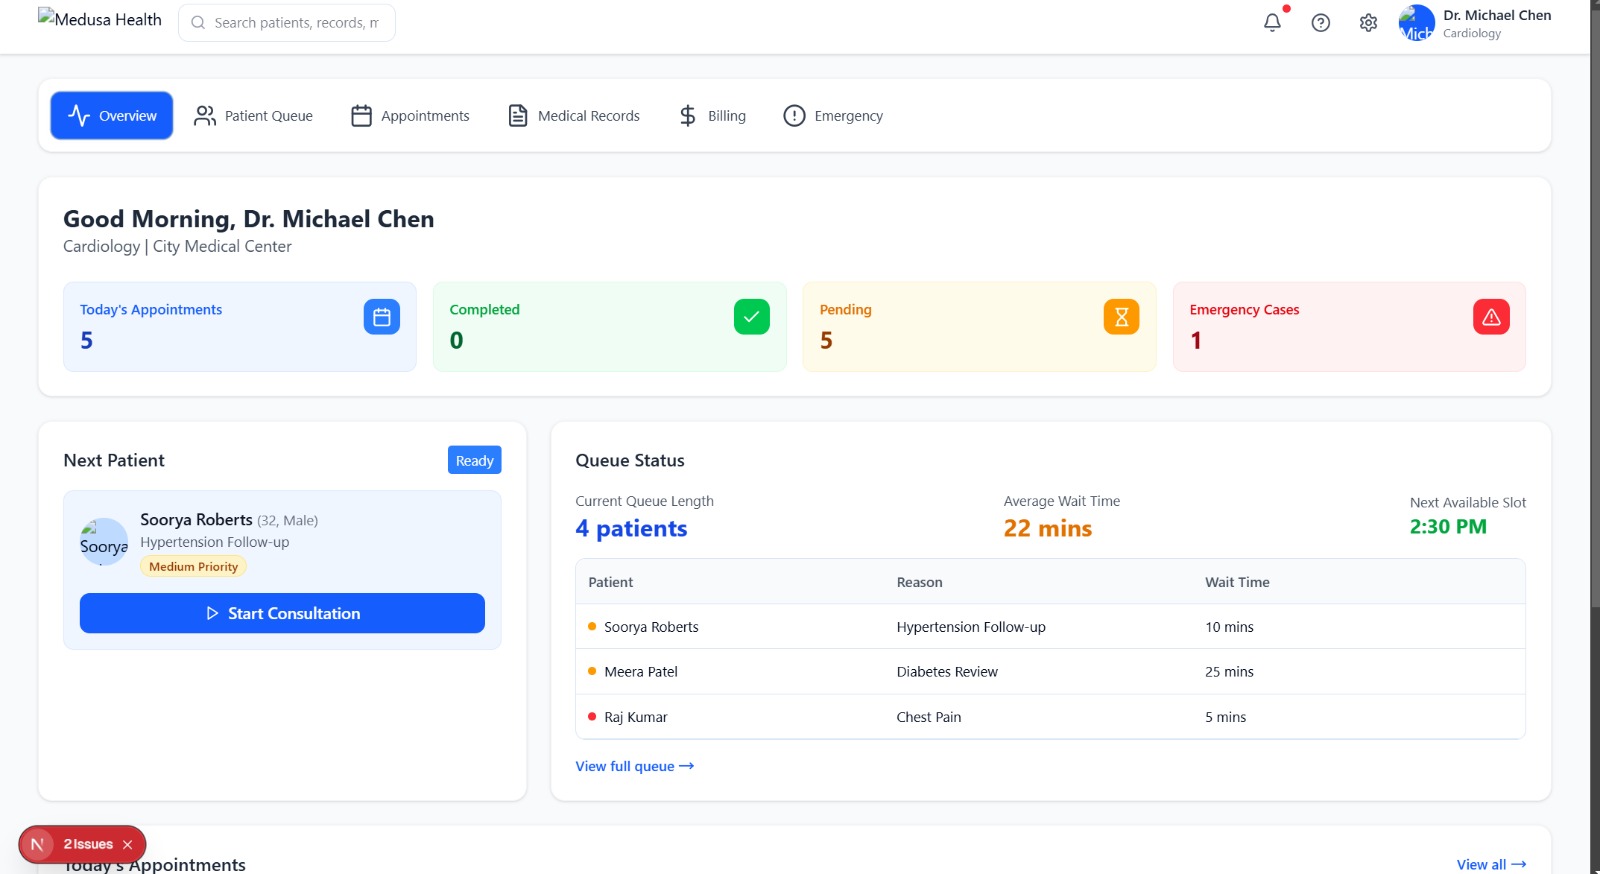 Medusa Health
Search patients, records, m
Dr. Michael Chen
Cardiology
Mich
Overview
Patient Queue
Appointments
Medical Records
Billing
Emergency
Good Morning, Dr. Michael Chen
Cardiology | City Medical Center
Today's Appointments
5
Completed
0
Pending
5
Emergency Cases
1
Next Patient
Ready
Soorya Roberts (32, Male)
Hypertension Follow-up
Soorya
Medium Priority
Start Consultation
Queue Status
Current Queue Length
4 patients
Average Wait Time
22 mins
Next Available Slot
2:30 PM
Patient Reason Wait Time
Soorya Roberts Hypertension Follow-up 10 mins
Meera Patel Diabetes Review 25 mins
Raj Kumar Chest Pain 5 mins
View full queue →
N 2 Issues
Today's Appointments
View all →